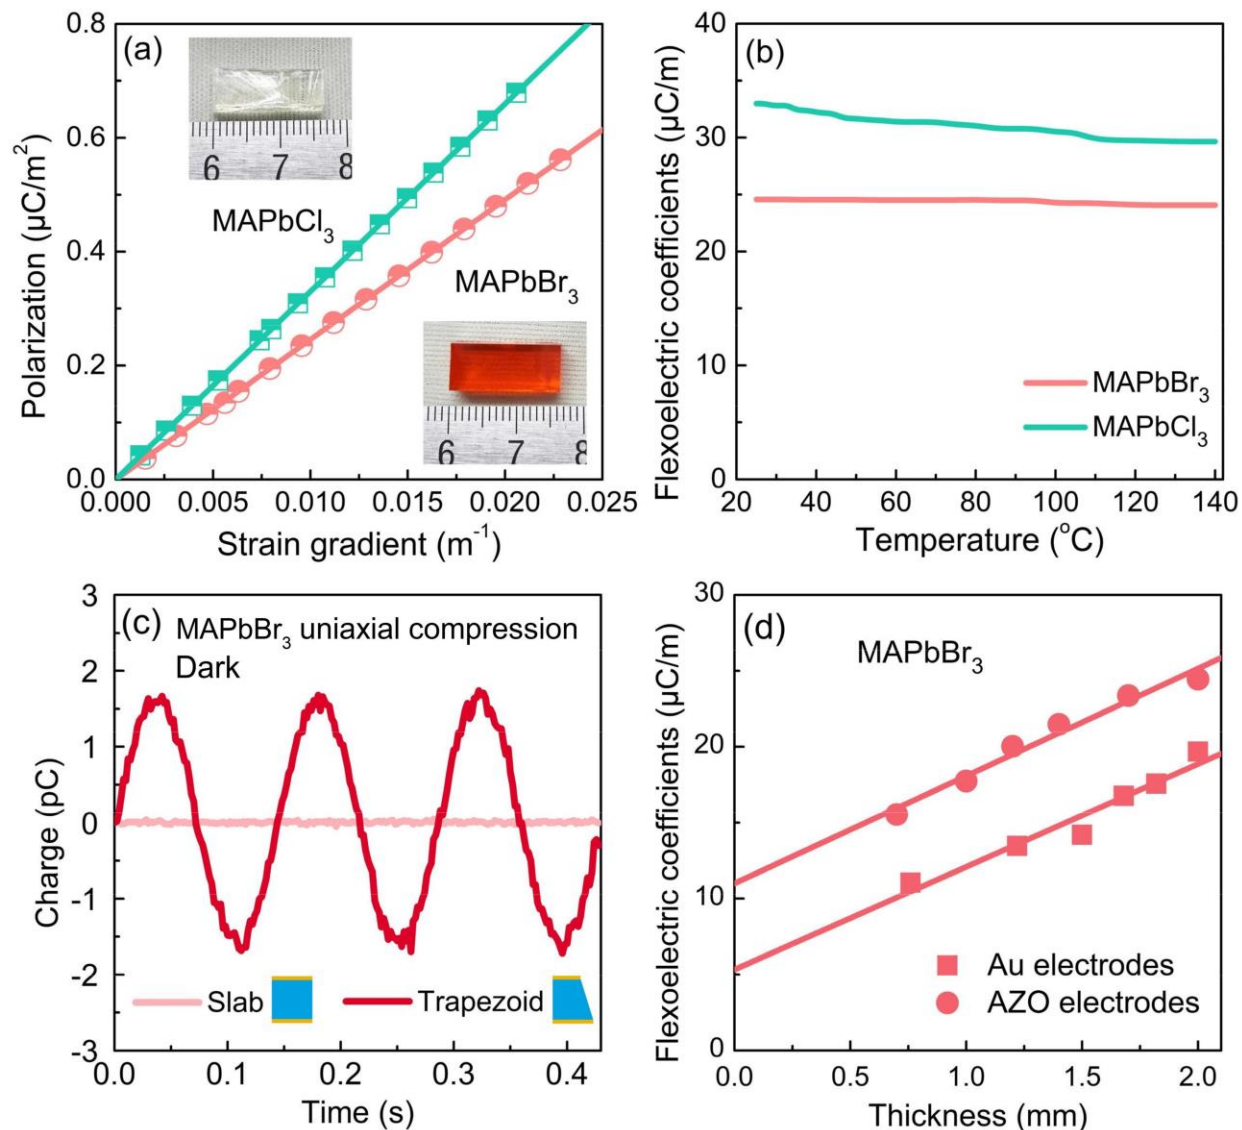 (a)
0.8
0.6
0.4
0.2
0.0
Polarization (μC/m²)
6 7 8
MAPbCl₃
MAPbBr₃
6 7 8
0.000 0.005 0.010 0.015 0.020 0.025
Strain gradient (m⁻¹)
(b)
40
30
20
10
0
Flexoelectric coefficients (μC/m)
MAPbBr₃
MAPbCl₃
20 40 60 80 100 120 140
Temperature (°C)
(c)
MAPbBr₃ uniaxial compression
Dark
3
2
1
0
-1
-2
-3
Charge (pC)
Slab Trapezoid
0.0 0.1 0.2 0.3 0.4
Time (s)
(d)
MAPbBr₃
30
20
10
0
Flexoelectric coefficients (μC/m)
Au electrodes
AZO electrodes
0.0 0.5 1.0 1.5 2.0
Thickness (mm)